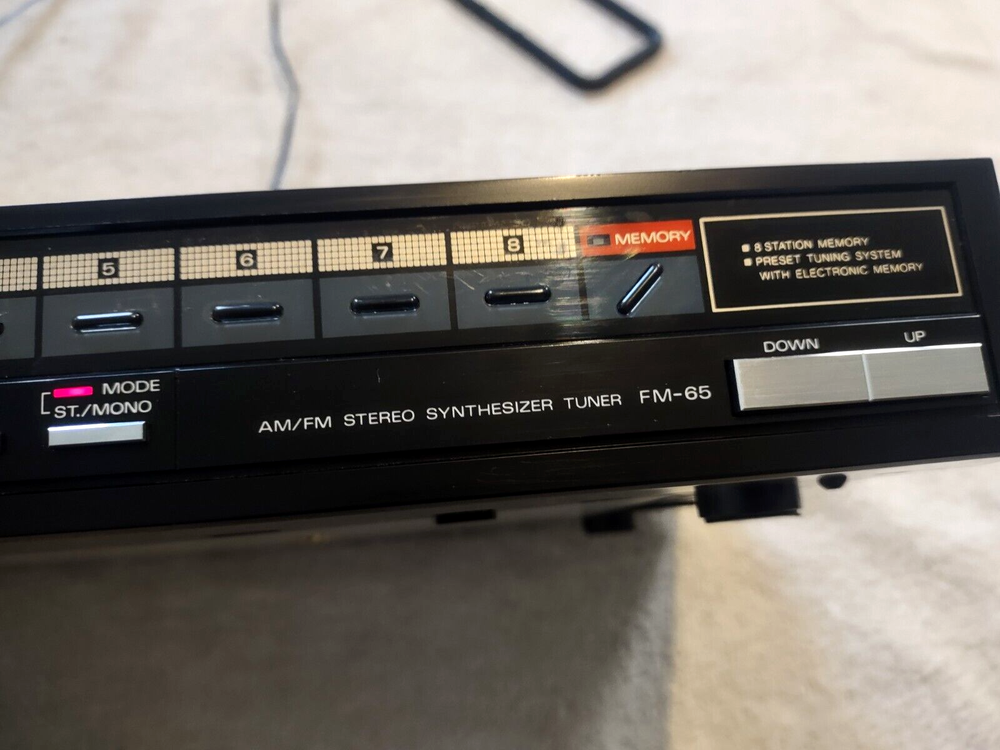 5
6
7
8
MEMORY
■ 8 STATION MEMORY
■ PRESET TUNING SYSTEM
WITH ELECTRONIC MEMORY
DOWN
UP
MODE
ST./MONO
AM/FM STEREO SYNTHESIZER TUNER FM-65